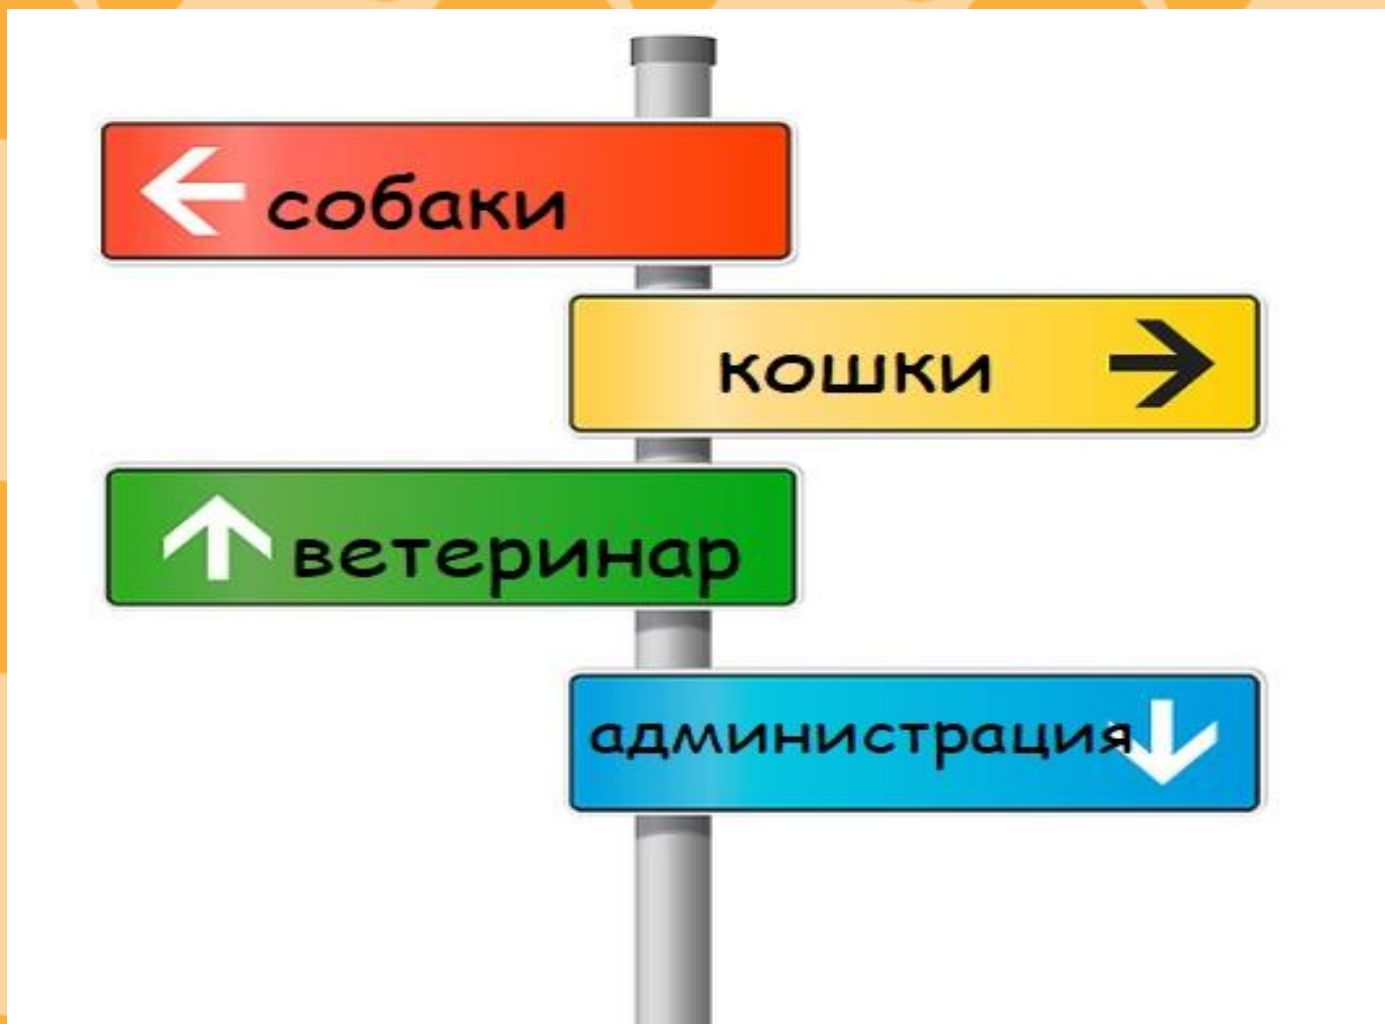 собаки
кошки
ветеринар
администрация